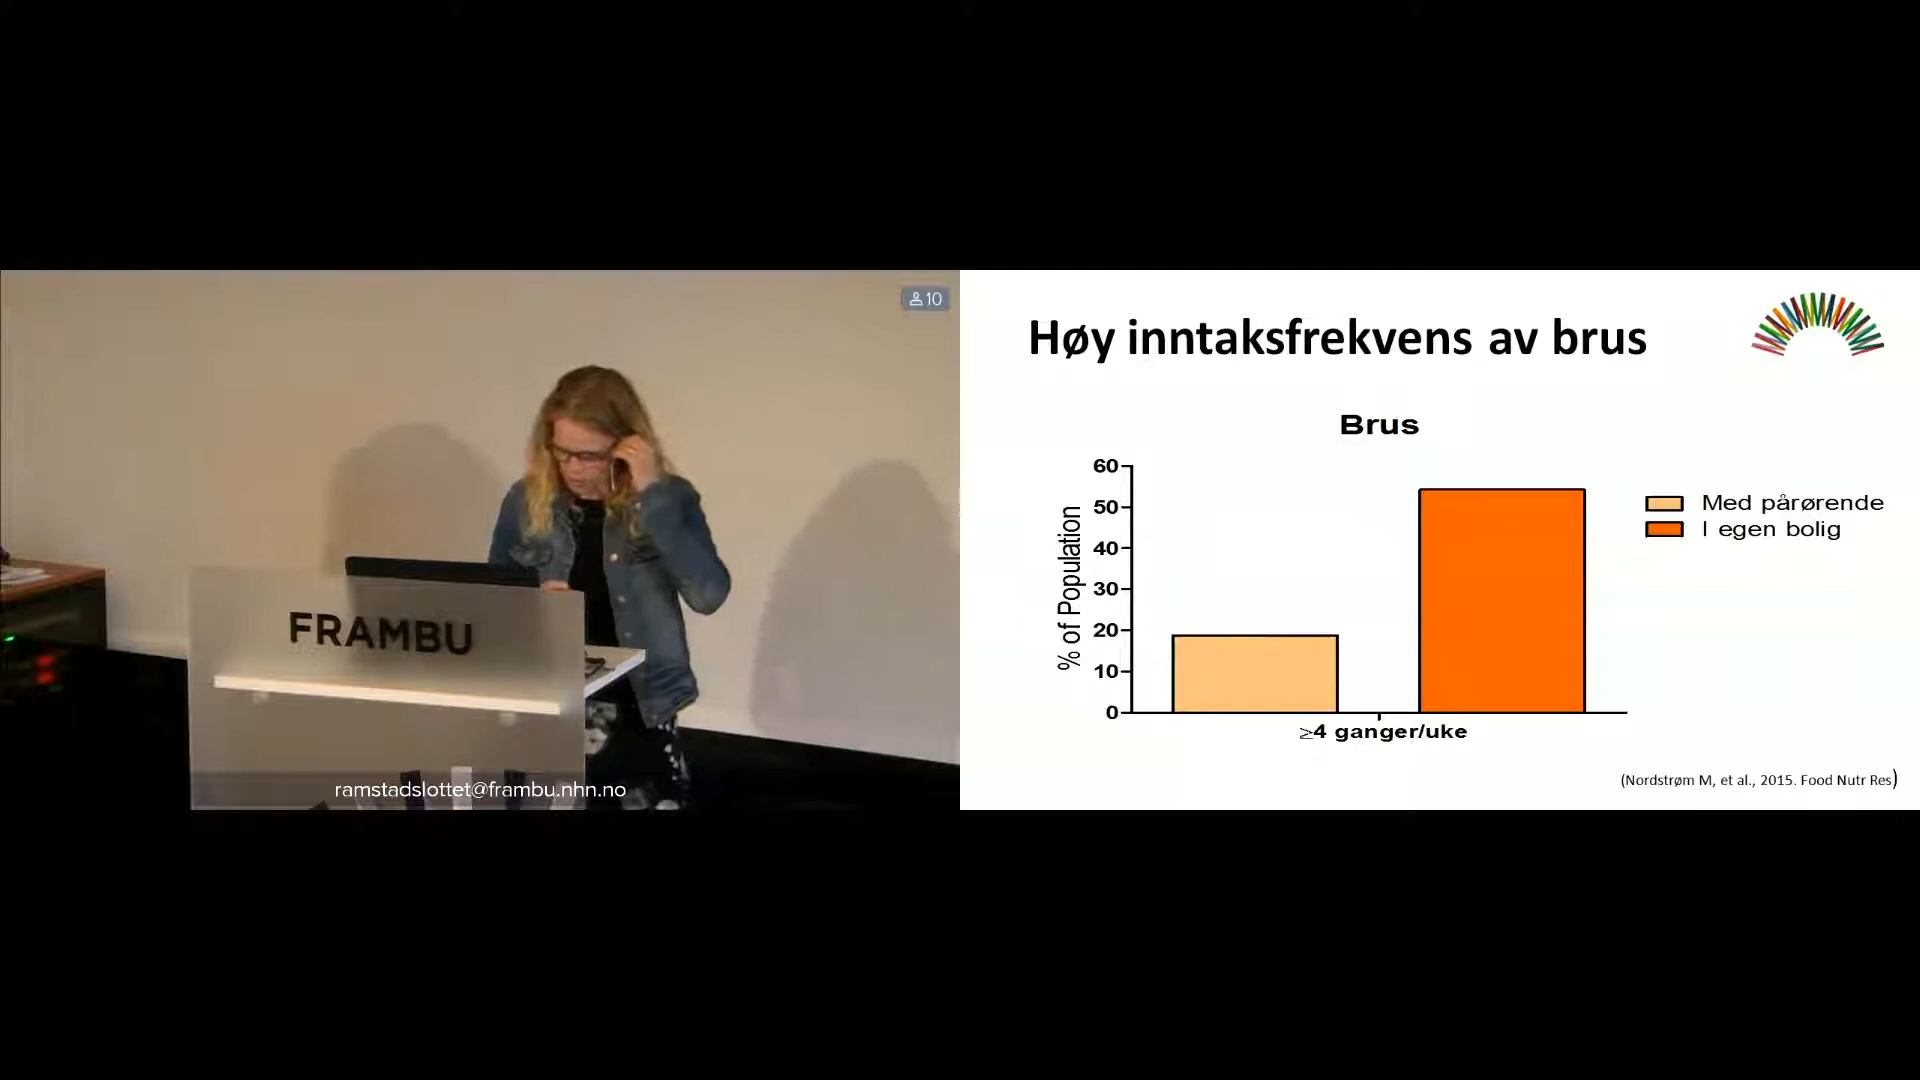 10
FRAMBU
ramstadslottet@frambu.nhn.no
Høy inntaksfrekvens av brus
Brus
60
50
40
30
20
10
0
% of Population
≥4 ganger/uke
Med pårørende
I egen bolig
(Nordstrøm M, et al., 2015. Food Nutr Res)